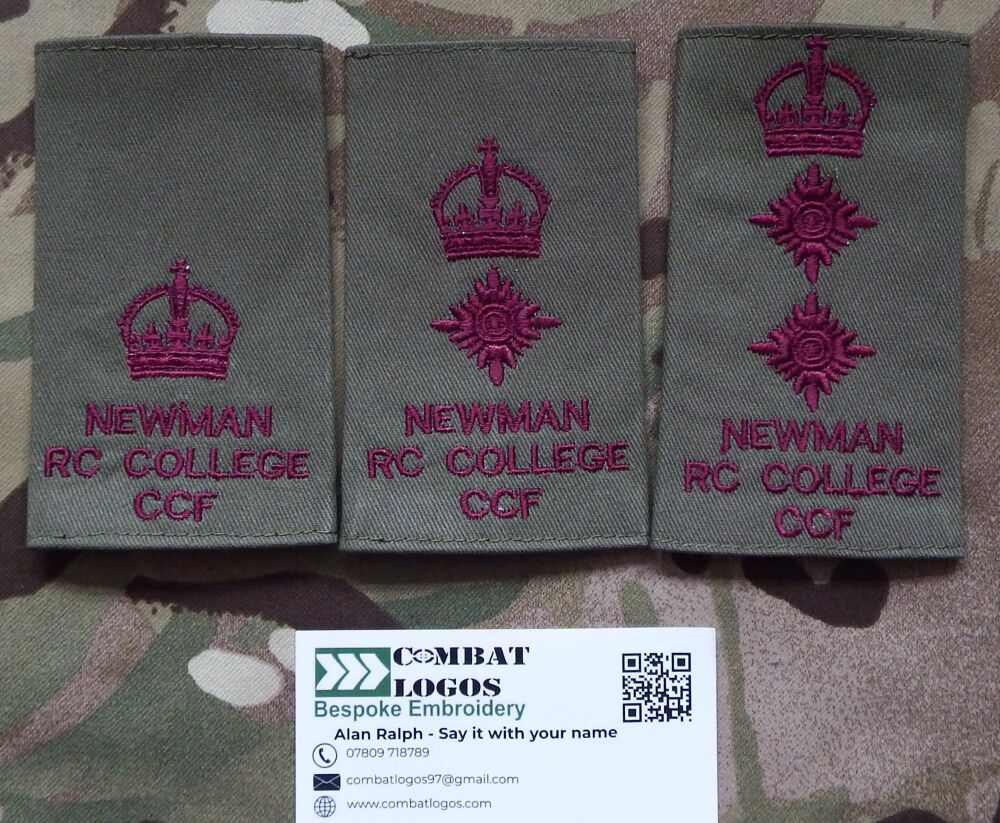 NEWMAN
RC COLLEGE
CCF
NEWMAN
RC COLLEGE
CCF
NEWMAN
RC COLLEGE
CCF
COMBAT
LOGOS
Bespoke Embroidery
Alan Ralph - Say it with your name
07809 718789
combatlogos97@gmail.com
www.combatlogos.com